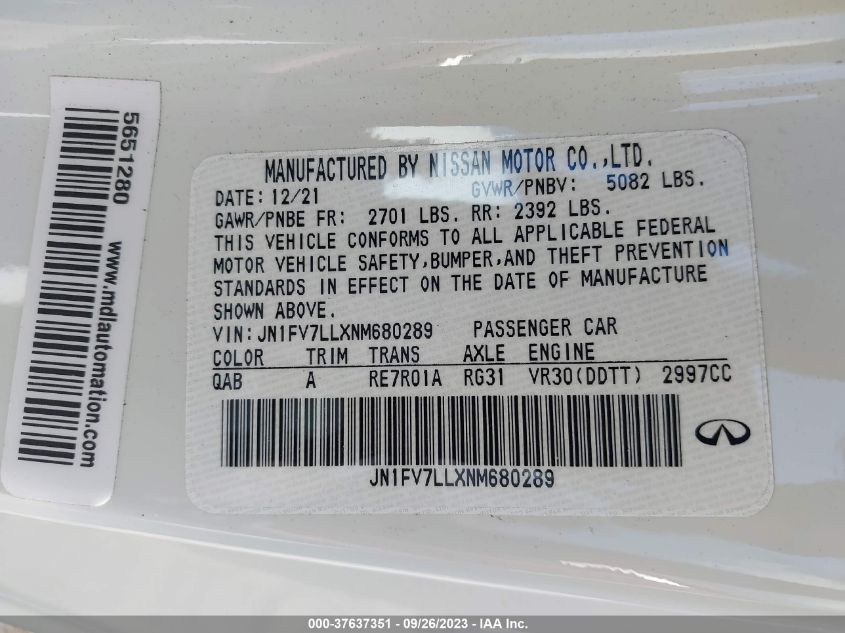 5651280
www.mdlautomation.com
MANUFACTURED BY NISSAN MOTOR CO.,LTD.
DATE: 12/21 GVWR/PNBV: 5082 LBS.
GAWR/PNBE FR: 2701 LBS. RR: 2392 LBS.
THIS VEHICLE CONFORMS TO ALL APPLICABLE FEDERAL
MOTOR VEHICLE SAFETY,BUMPER,AND THEFT PREVENTION
STANDARDS IN EFFECT ON THE DATE OF MANUFACTURE
SHOWN ABOVE.
VIN: JN1FV7LLXNM680289 PASSENGER CAR
COLOR TRIM TRANS AXLE ENGINE
QAB A RE7R01A RG31 VR30(DDTT) 2997CC
JN1FV7LLXNM680289
000-37637351 - 09/26/2023 - IAA Inc.